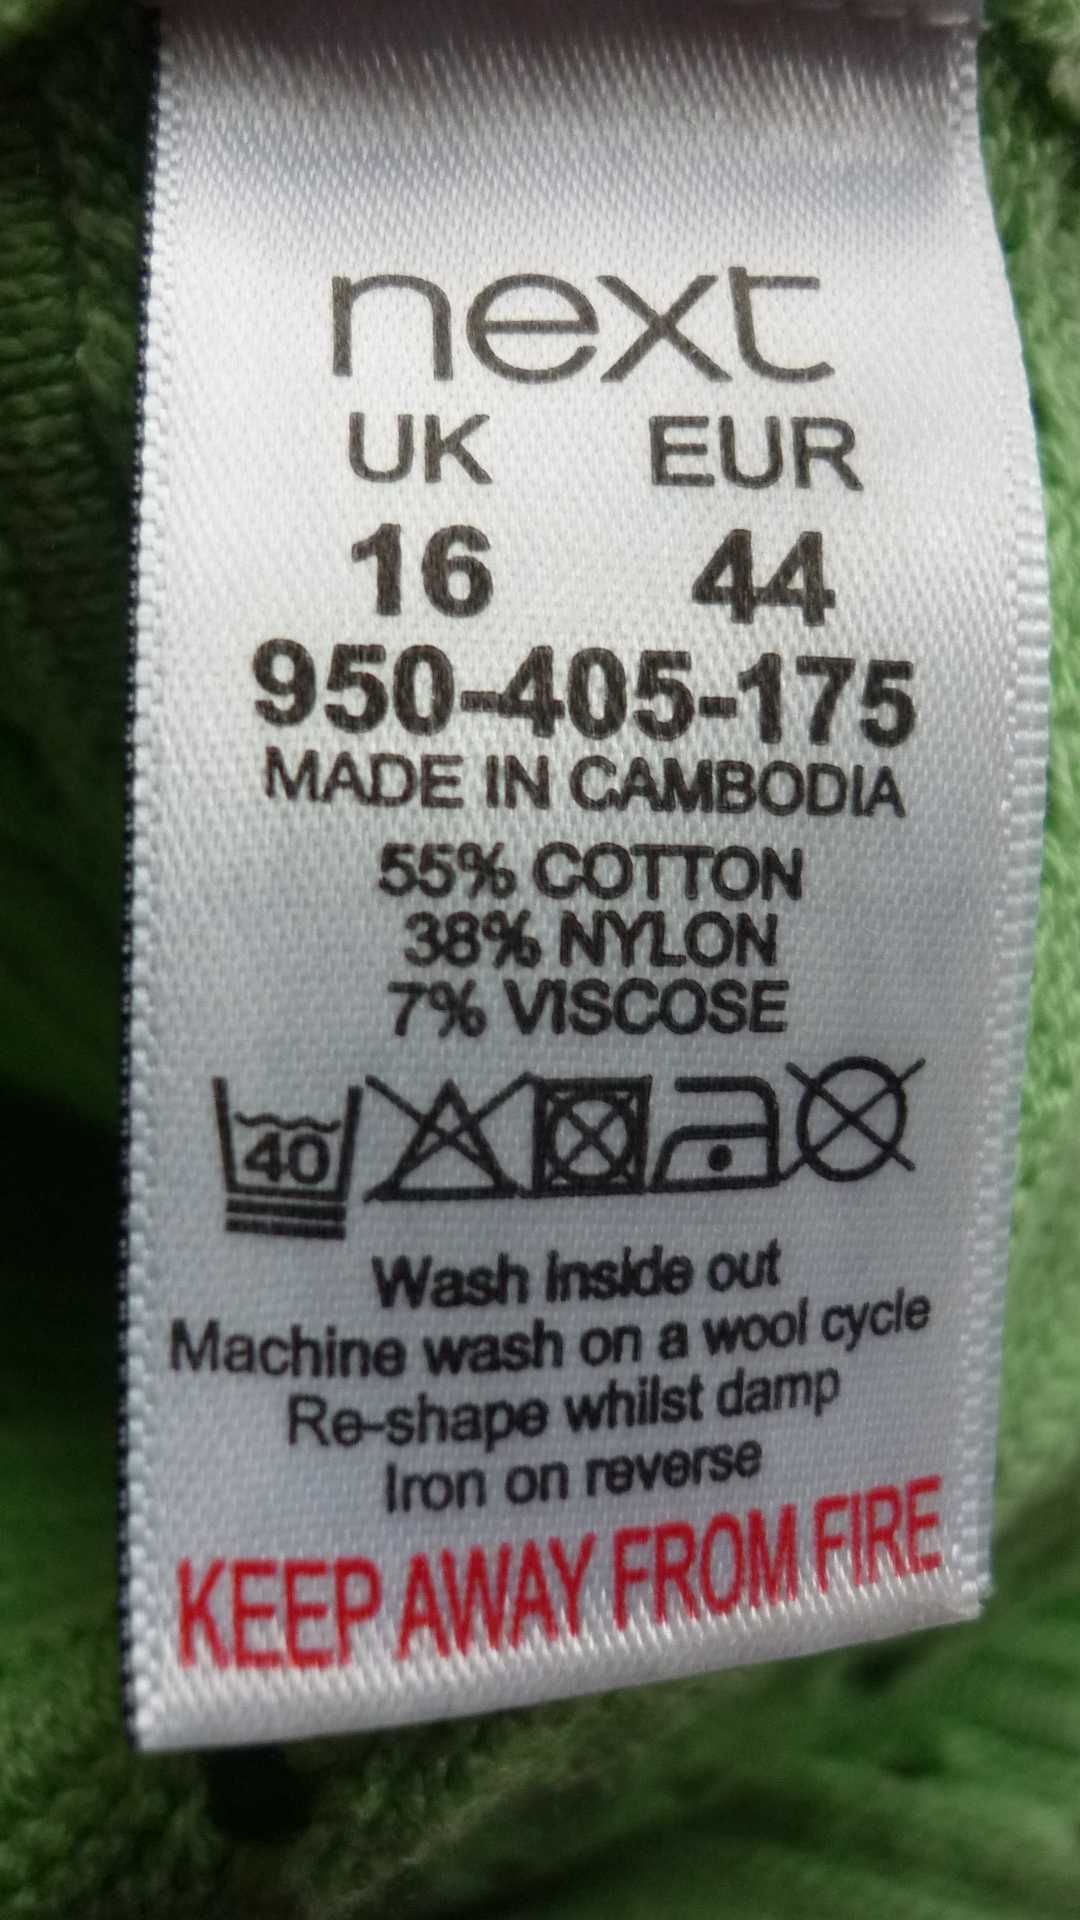 next
UK EUR
16 44
950-405-175
MADE IN CAMBODIA
55% COTTON
38% NYLON
7% VISCOSE
40
Wash inside out
Machine wash on a wool cycle
Re-shape whilst damp
Iron on reverse
KEEP AWAY FROM FIRE